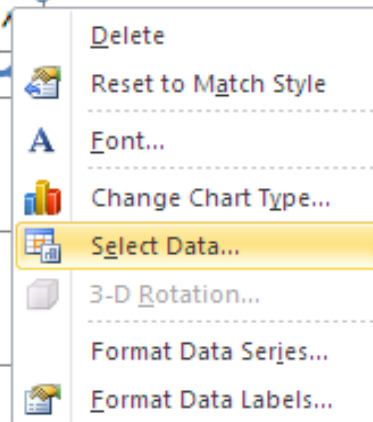 Delete
Reset to Match Style
A Font...
Change Chart Type...
Select Data...
3-D Rotation...
Format Data Series...
Format Data Labels...